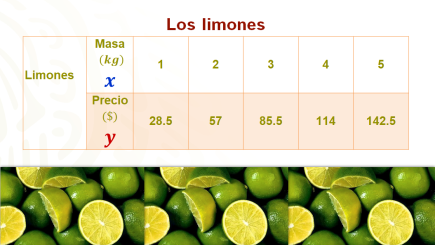 Los limones
Limones
Masa
(kg)
x
1 2 3 4 5
Precio
($)
y
28.5 57 85.5 114 142.5